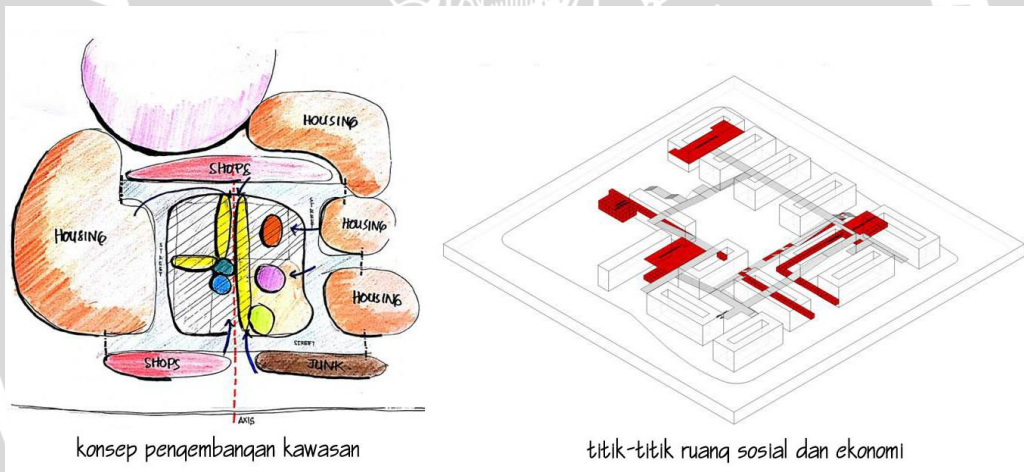 HOUSING
SHOPS
HOUSING
HOUSING
STREET
HOUSING
STREET
SHOPS
JUNK
AXIS
konsep pengembangan kawasan
titik-titik ruang sosial dan ekonomi